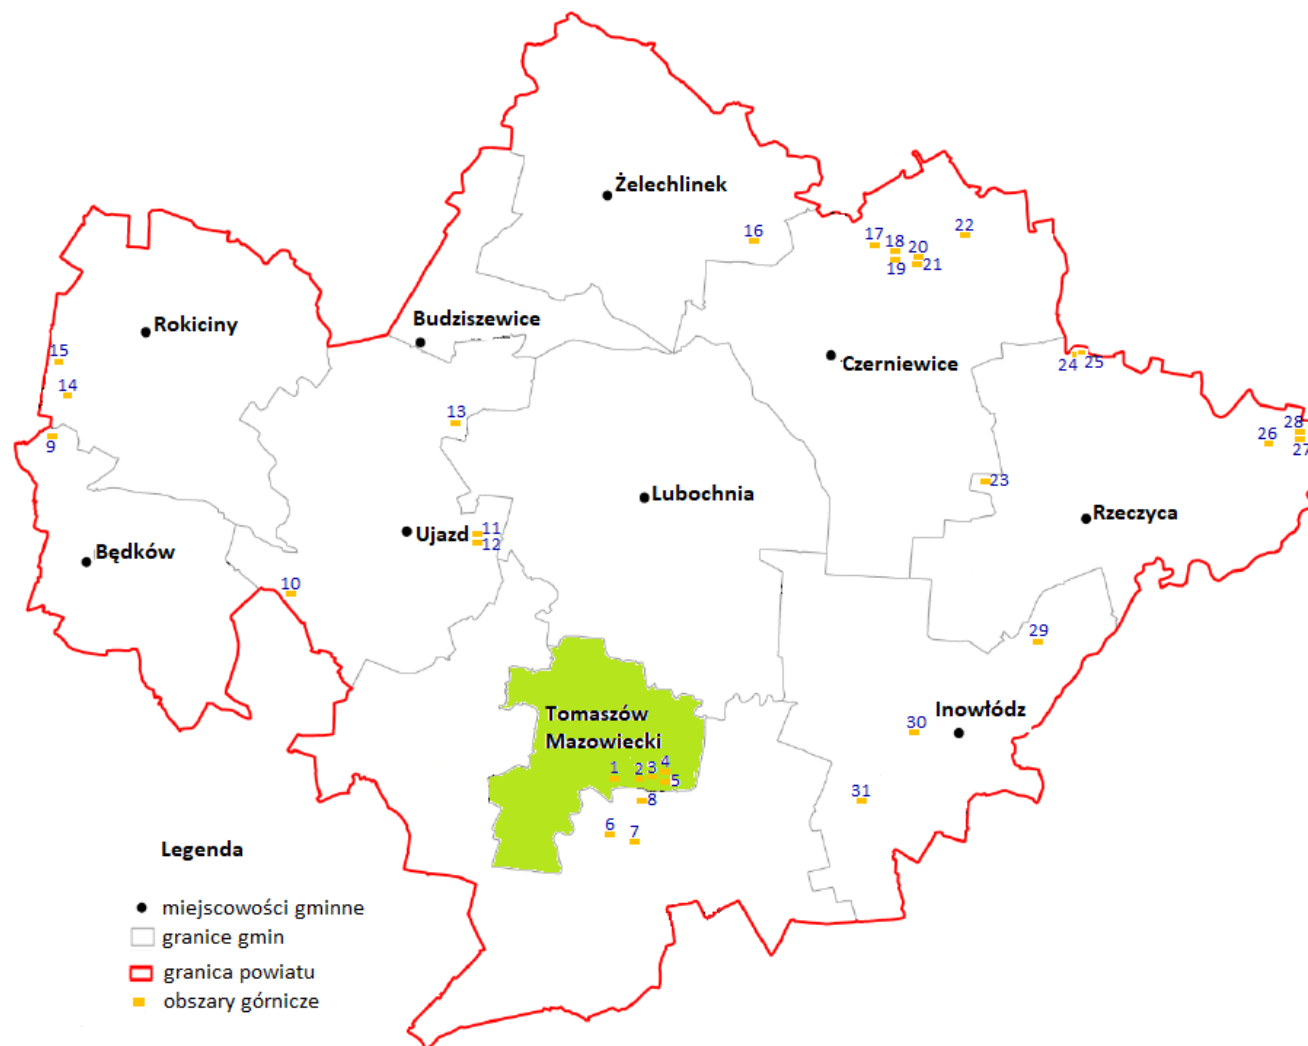 Żelechlinek
16
17
18
19
20
21
22
Rokiciny
Budziszewice
Czerniewice
15
14
9
13
24
25
26
28
27
23
Lubochnia
Rzeczyca
Będków
Ujazd
11
12
10
29
Tomaszów
Mazowiecki
Inowłódz
30
1
2
3
4
5
8
6
7
31
Legenda
miejscowości gminne
granice gmin
granica powiatu
obszary górnicze